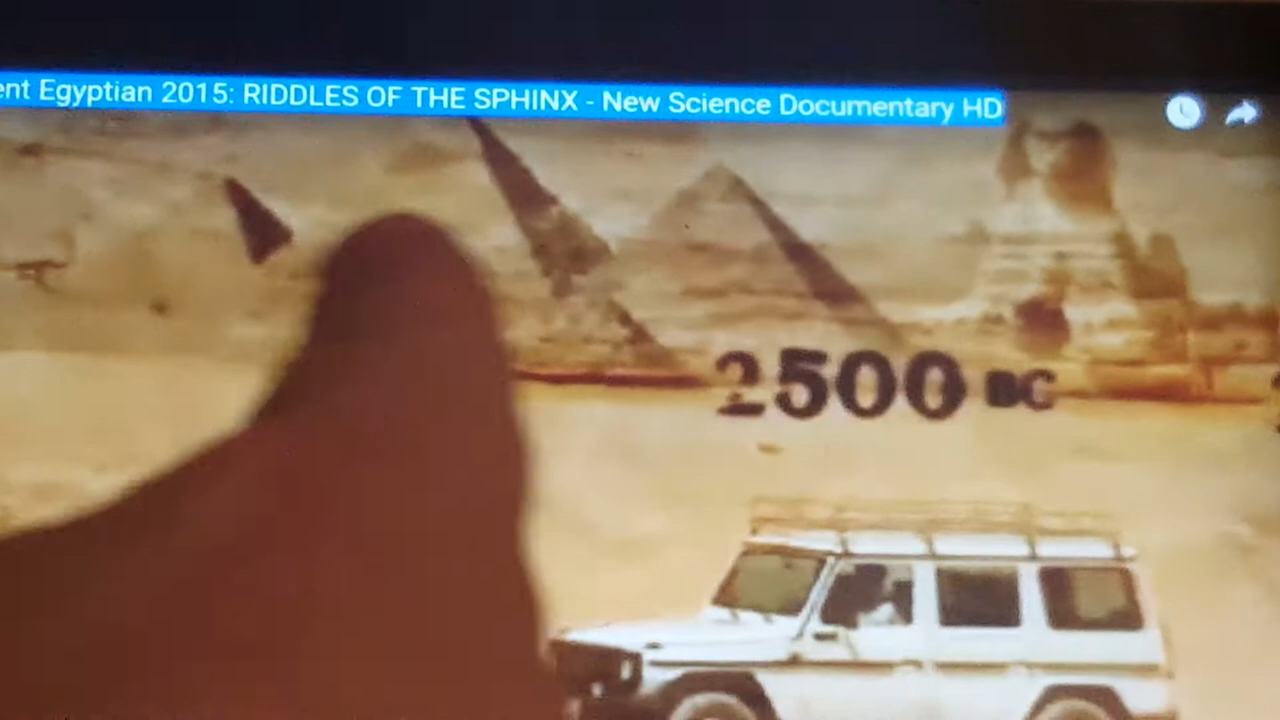 ent Egyptian 2015: RIDDLES OF THE SPHINX - New Science Documentary HD
2500 BC